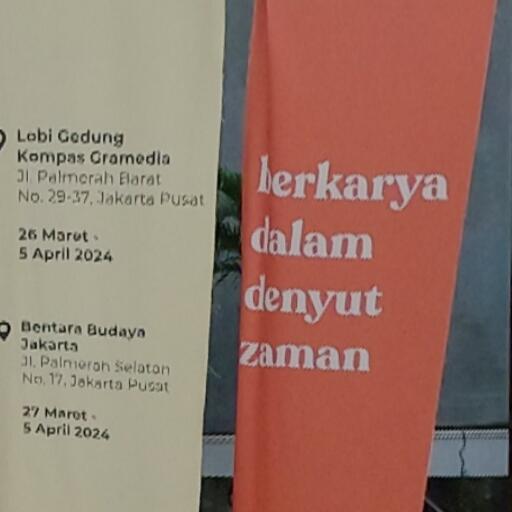 Lobi Gedung
Kompas Gramedia
Jl. Palmerah Barat
No. 29-37, Jakarta Pusat
26 Maret -
5 April 2024
Bentara Budaya
Jakarta
Jl. Palmerah Selatan
No. 17, Jakarta Pusat
27 Maret -
5 April 2024
berkarya
dalam
denyut
zaman